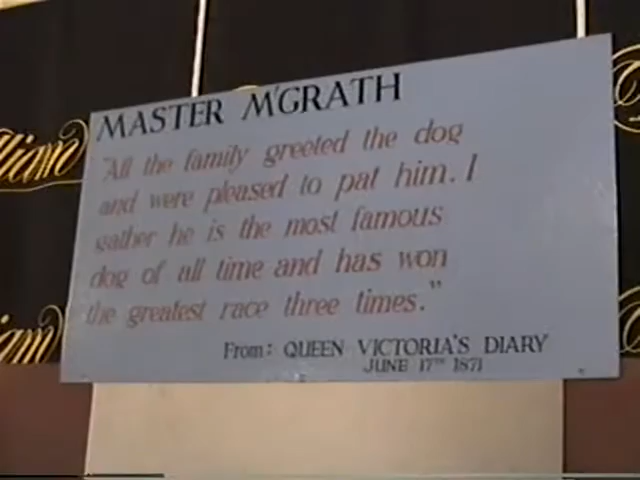 MASTER M'GRATH
"All the family greeted the dog
and were pleased to pat him. I
gather he is the most famous
dog of all time and has won
the greatest race three times."
From: QUEEN VICTORIA'S DIARY
JUNE 17TH 1871
lliam
iam